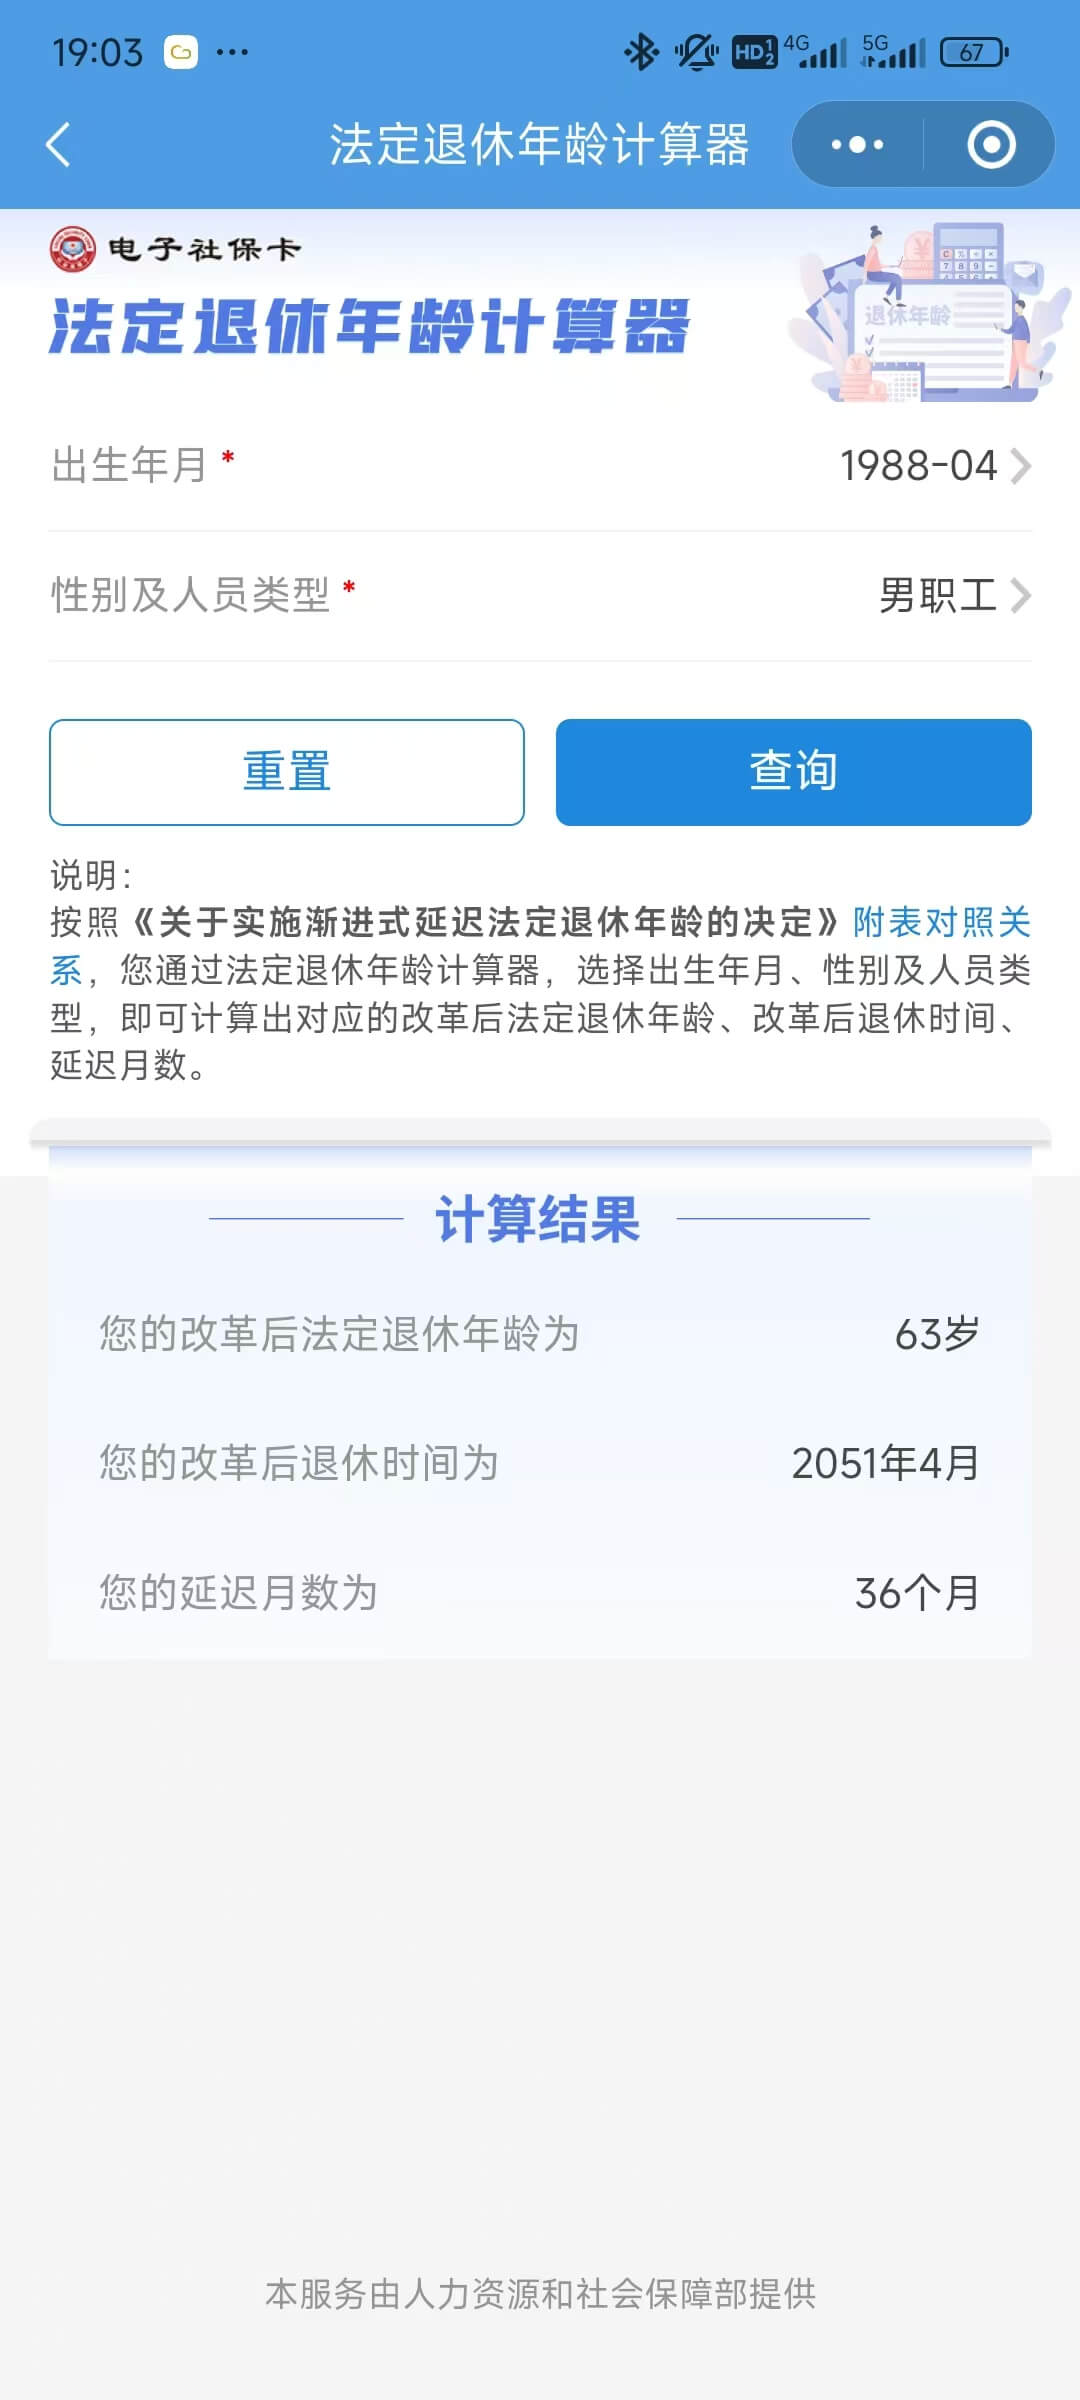 19:03
HD 1 2 4G 5G 67
法定退休年龄计算器
电子社保卡
法定退休年龄计算器
退休年龄
出生年月 * 1988-04
性别及人员类型 * 男职工
重置 查询
说明：
按照《关于实施渐进式延迟法定退休年龄的决定》附表对照关
系，您通过法定退休年龄计算器，选择出生年月、性别及人员类
型，即可计算出对应的改革后法定退休年龄、改革后退休时间、
延迟月数。
计算结果
您的改革后法定退休年龄为 63岁
您的改革后退休时间为 2051年4月
您的延迟月数为 36个月
本服务由人力资源和社会保障部提供